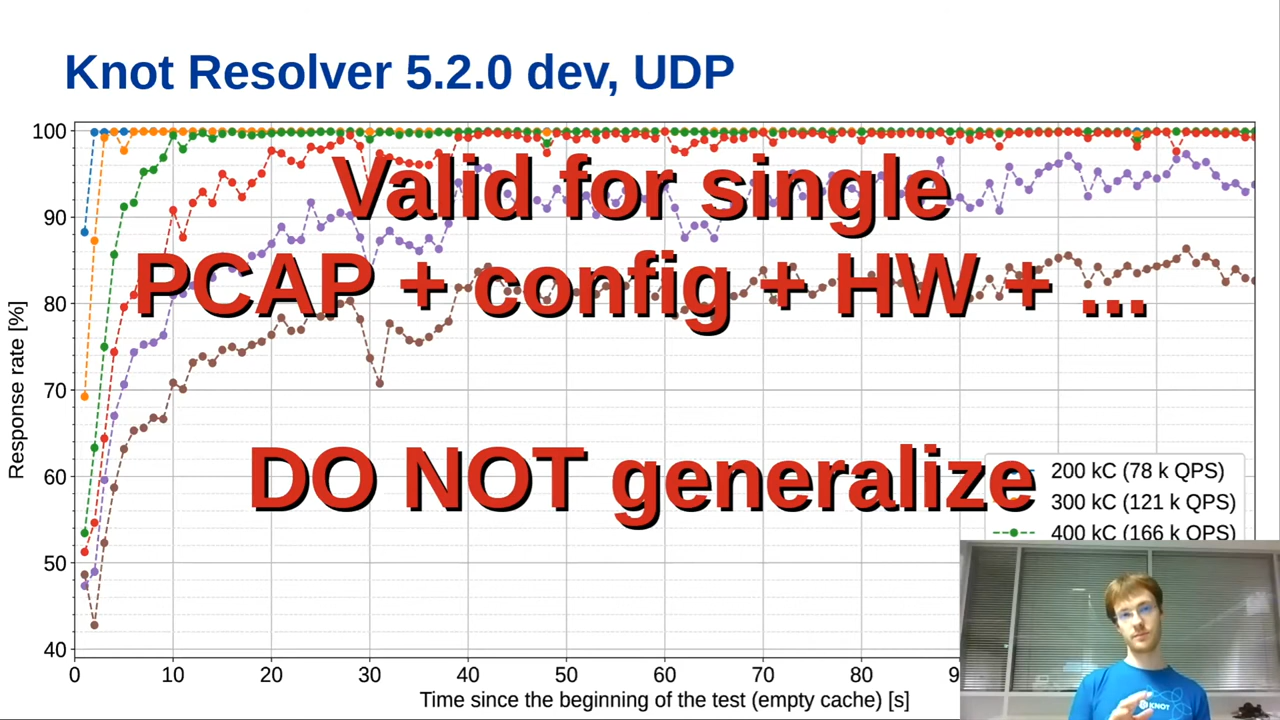 Knot Resolver 5.2.0 dev, UDP
100
90
80
70
60
50
40
Response rate [%]
Valid for single
PCAP + config + HW + ...
DO NOT generalize
200 kC (78 k QPS)
300 kC (121 k QPS)
400 kC (166 k QPS)
0 10 20 30 40 50 60 70 80
Time since the beginning of the test (empty cache) [s]
KNOT